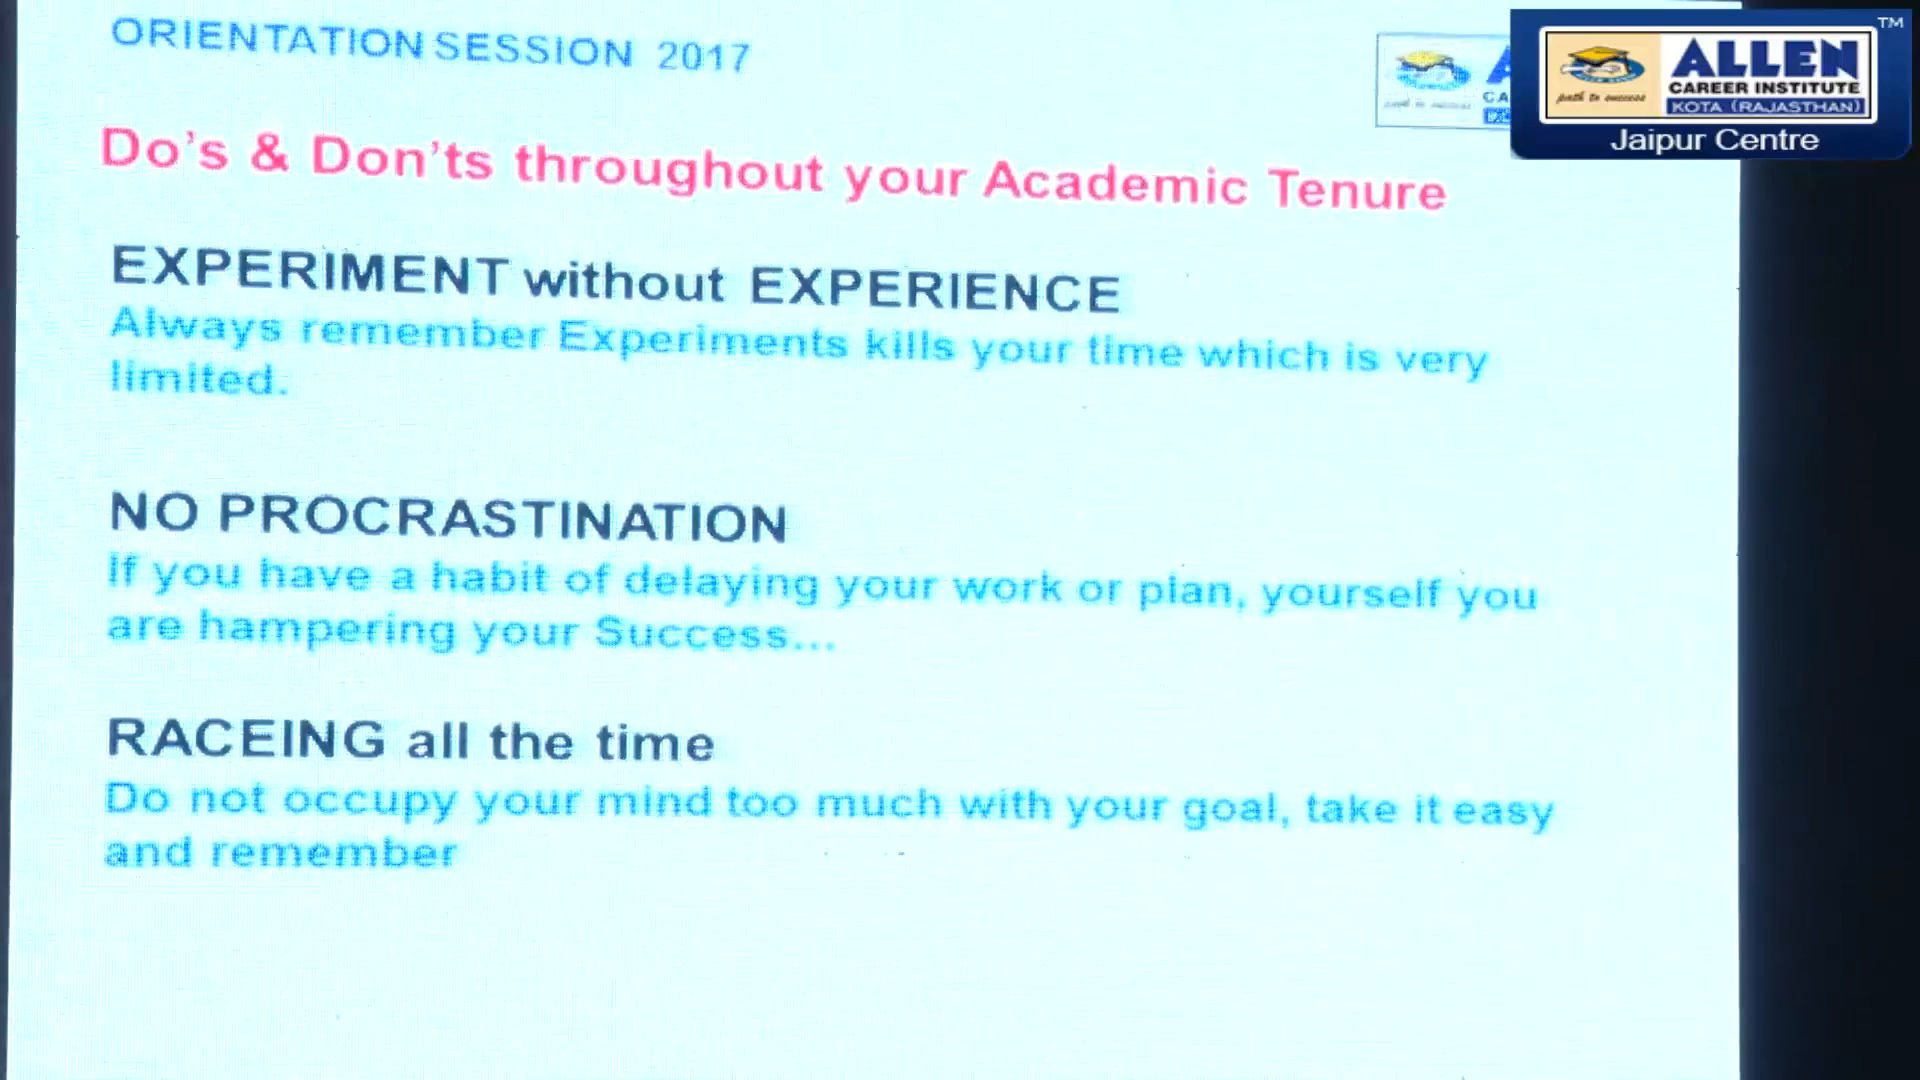 ORIENTATION SESSION 2017
Do's & Don'ts throughout your Academic Tenure
EXPERIMENT without EXPERIENCE
Always remember Experiments kills your time which is very
limited.
NO PROCRASTINATION
If you have a habit of delaying your work or plan, yourself you
are hampering your Success...
RACEING all the time
Do not occupy your mind too much with your goal, take it easy
and remember
ALLEN
TM
CAREER INSTITUTE
path to success
KOTA (RAJASTHAN)
Jaipur Centre